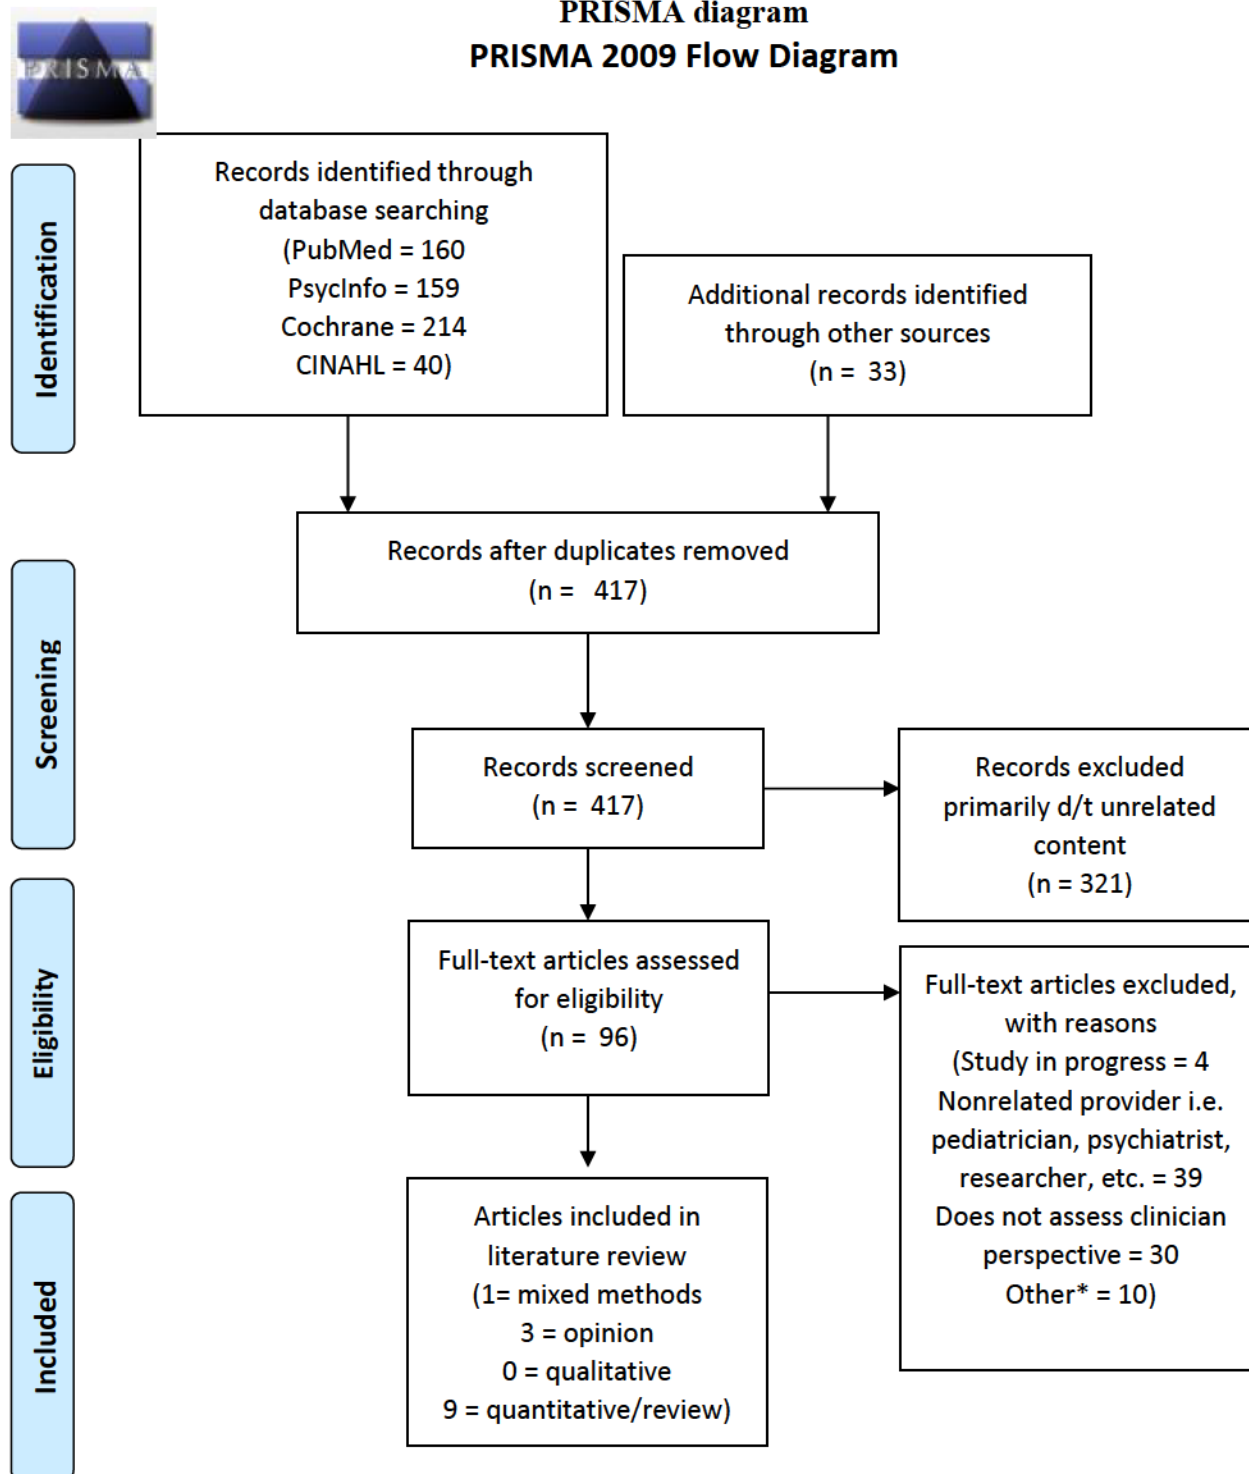 PRISMA diagram
PRISMA 2009 Flow Diagram
PRISMA
Identification
Records identified through
database searching
(PubMed = 160
PsycInfo = 159
Cochrane = 214
CINAHL = 40)
Additional records identified
through other sources
(n = 33)
Records after duplicates removed
(n = 417)
Screening
Records screened
(n = 417)
Records excluded
primarily d/t unrelated
content
(n = 321)
Eligibility
Full-text articles assessed
for eligibility
(n = 96)
Full-text articles excluded,
with reasons
(Study in progress = 4
Nonrelated provider i.e.
pediatrician, psychiatrist,
researcher, etc. = 39
Does not assess clinician
perspective = 30
Other* = 10)
Included
Articles included in
literature review
(1= mixed methods
3 = opinion
0 = qualitative
9 = quantitative/review)